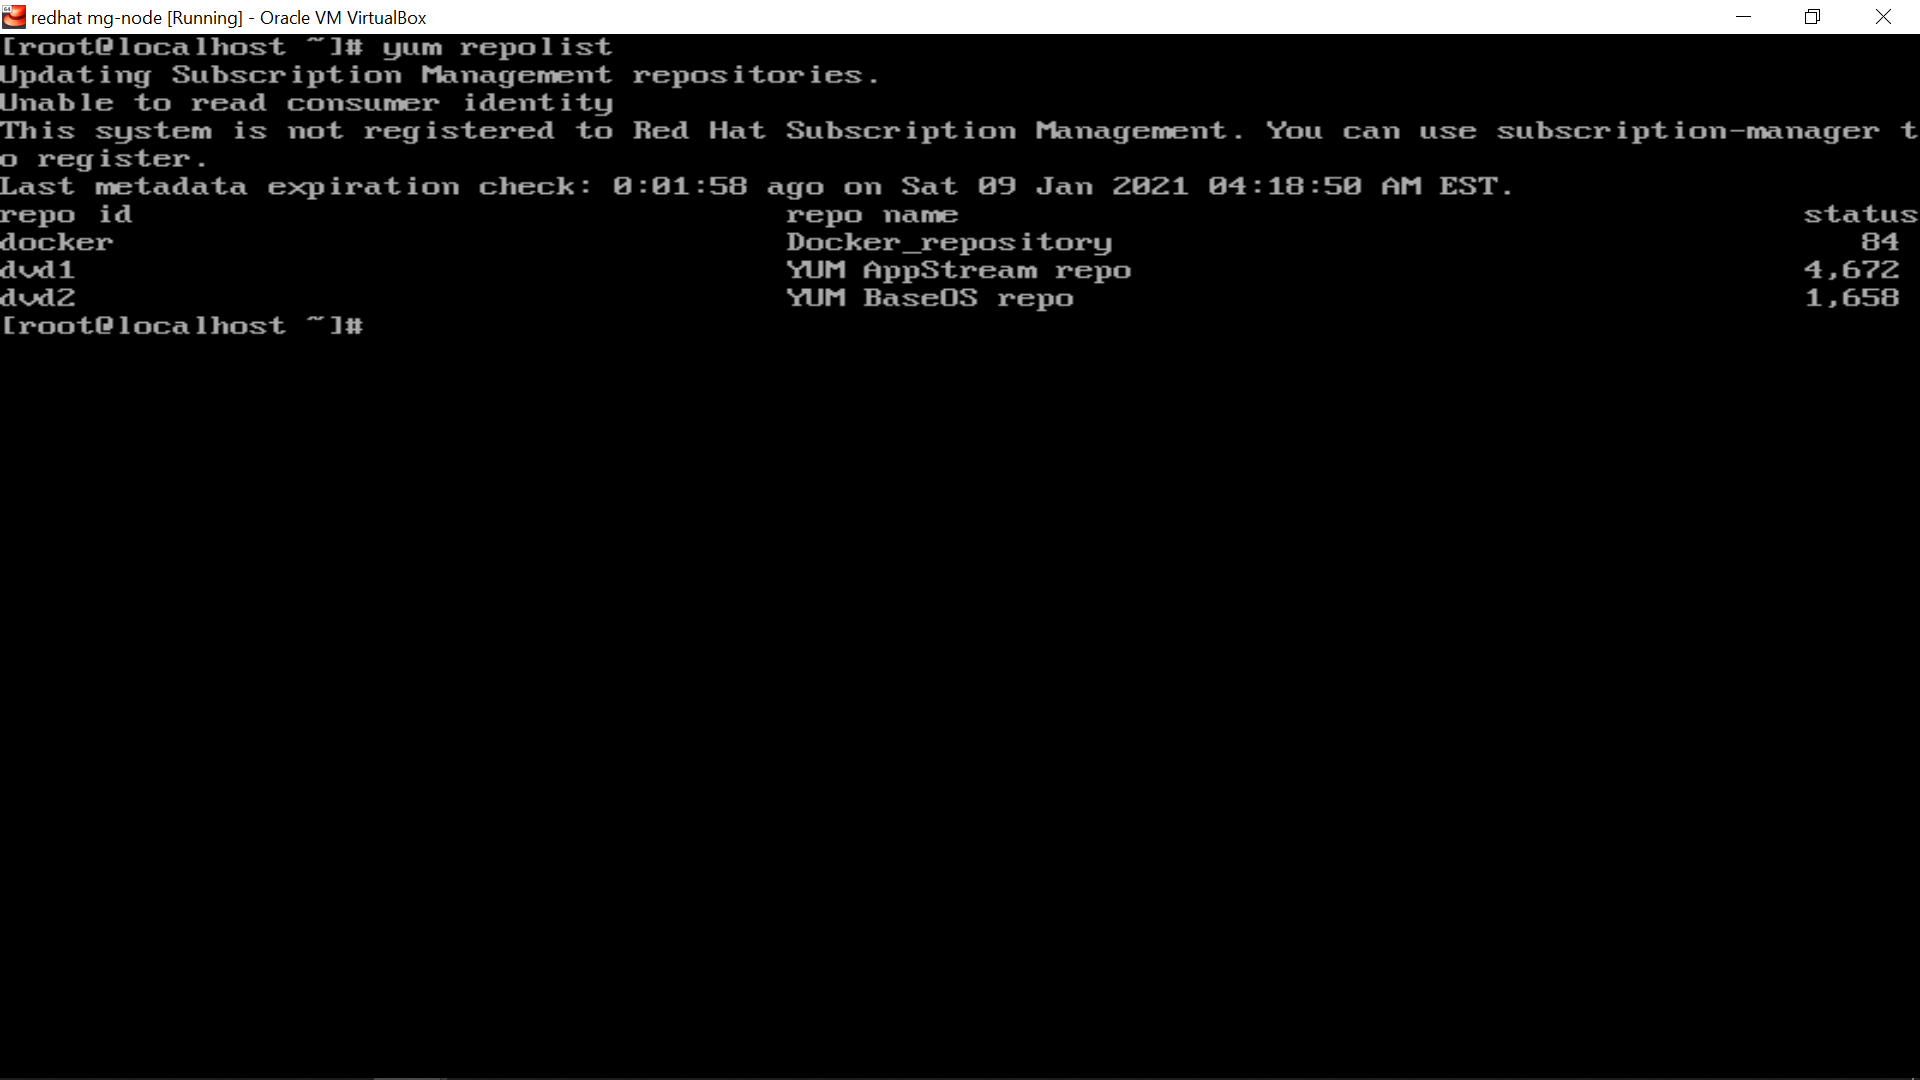 redhat mg-node [Running] - Oracle VM VirtualBox
[root@localhost ~]# yum repolist
Updating Subscription Management repositories.
Unable to read consumer identity
This system is not registered to Red Hat Subscription Management. You can use subscription-manager t
o register.
Last metadata expiration check: 0:01:58 ago on Sat 09 Jan 2021 04:18:50 AM EST.
repo id repo name status
docker Docker_repository 84
dvd1 YUM AppStream repo 4,672
dvd2 YUM BaseOS repo 1,658
[root@localhost ~]#